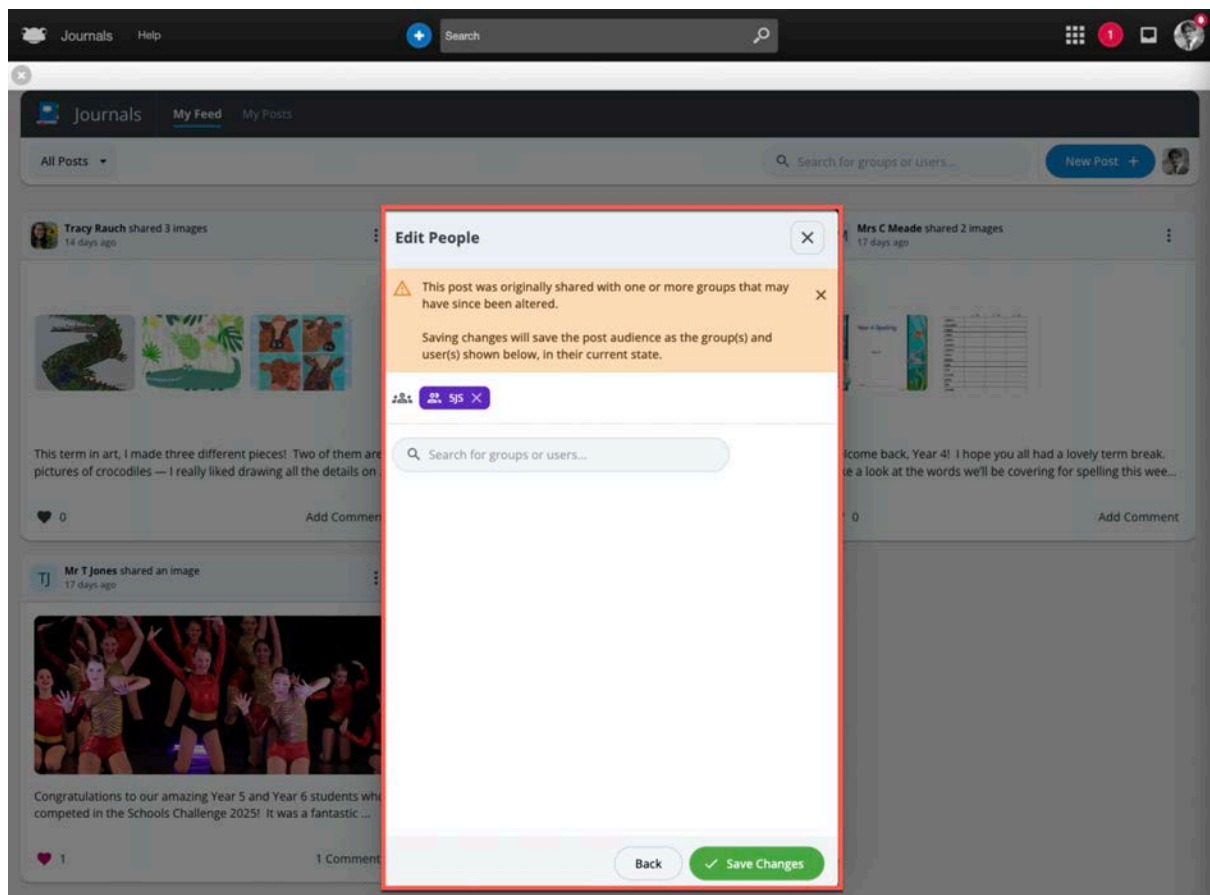 Journals Help
Search
1
Journals My Feed My Posts
All Posts
Search for groups or users...
New Post +
Tracy Rauch shared 3 images
14 days ago
This term in art, I made three different pieces! Two of them are
pictures of crocodiles — I really liked drawing all the details on
0 Add Commen
Edit People
This post was originally shared with one or more groups that may
have since been altered.
Saving changes will save the post audience as the group(s) and
user(s) shown below, in their current state.
5JS
Search for groups or users...
Back
Save Changes
Mrs C Meade shared 2 images
17 days ago
Year 4 Spelling
lcome back, Year 4! I hope you all had a lovely term break.
a look at the words we'll be covering for spelling this wee...
0 Add Comment
TJ
Mr T Jones shared an image
17 days ago
Congratulations to our amazing Year 5 and Year 6 students who
competed in the Schools Challenge 2025! It was a fantastic ...
1 1 Comment